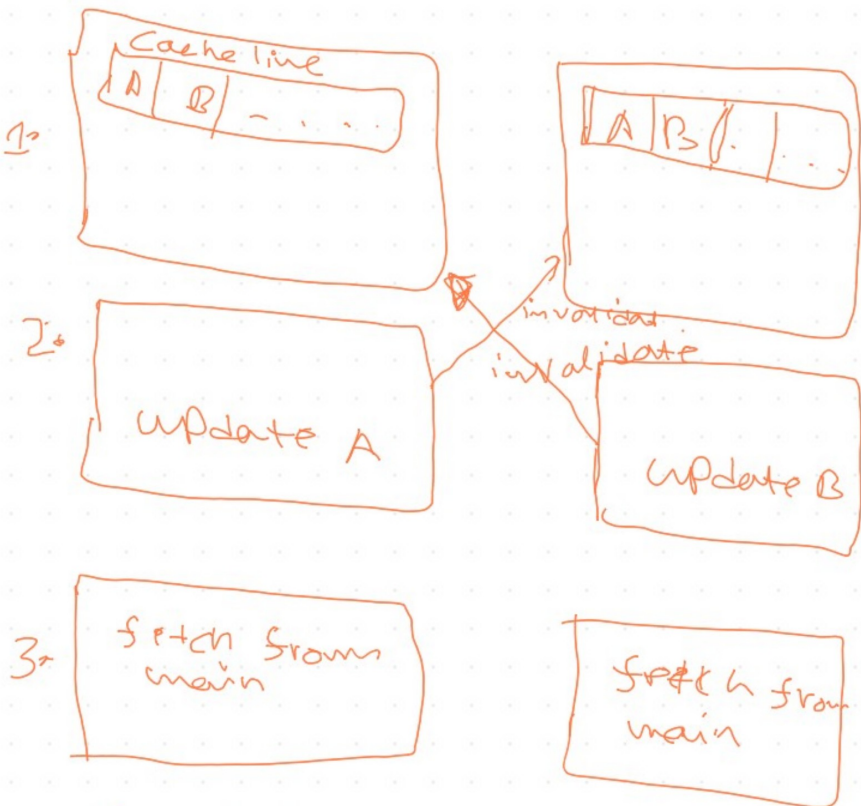 Cache line
A B - . . .
A B . . . .
1.
invalidat
2.
invalidate
update A
update B
3.
fetch from
main
fetch from
main